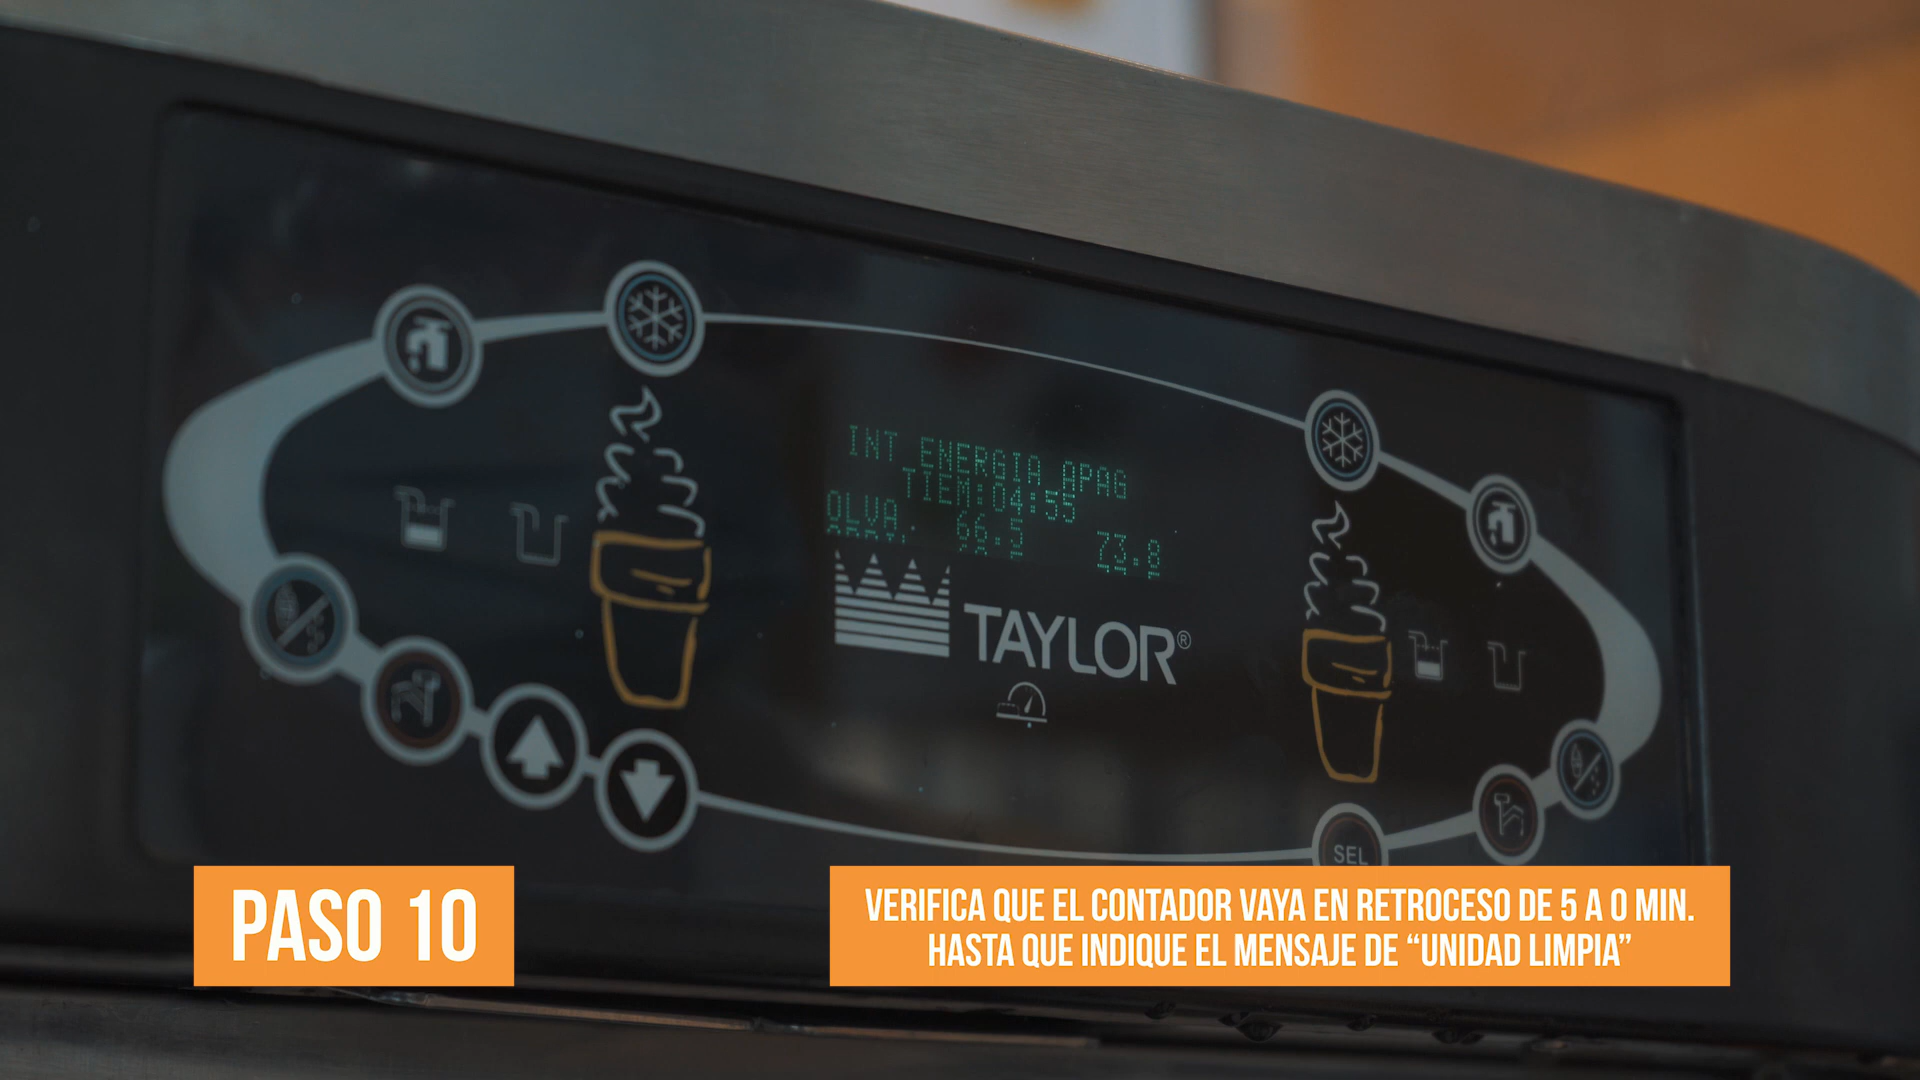 INT ENERGIA APAG
TIEM:04:55
OLVA 66.5 73.8
TAYLOR®
SEL
PASO 10
VERIFICA QUE EL CONTADOR VAYA EN RETROCESO DE 5 A 0 MIN.
HASTA QUE INDIQUE EL MENSAJE DE “UNIDAD LIMPIA”